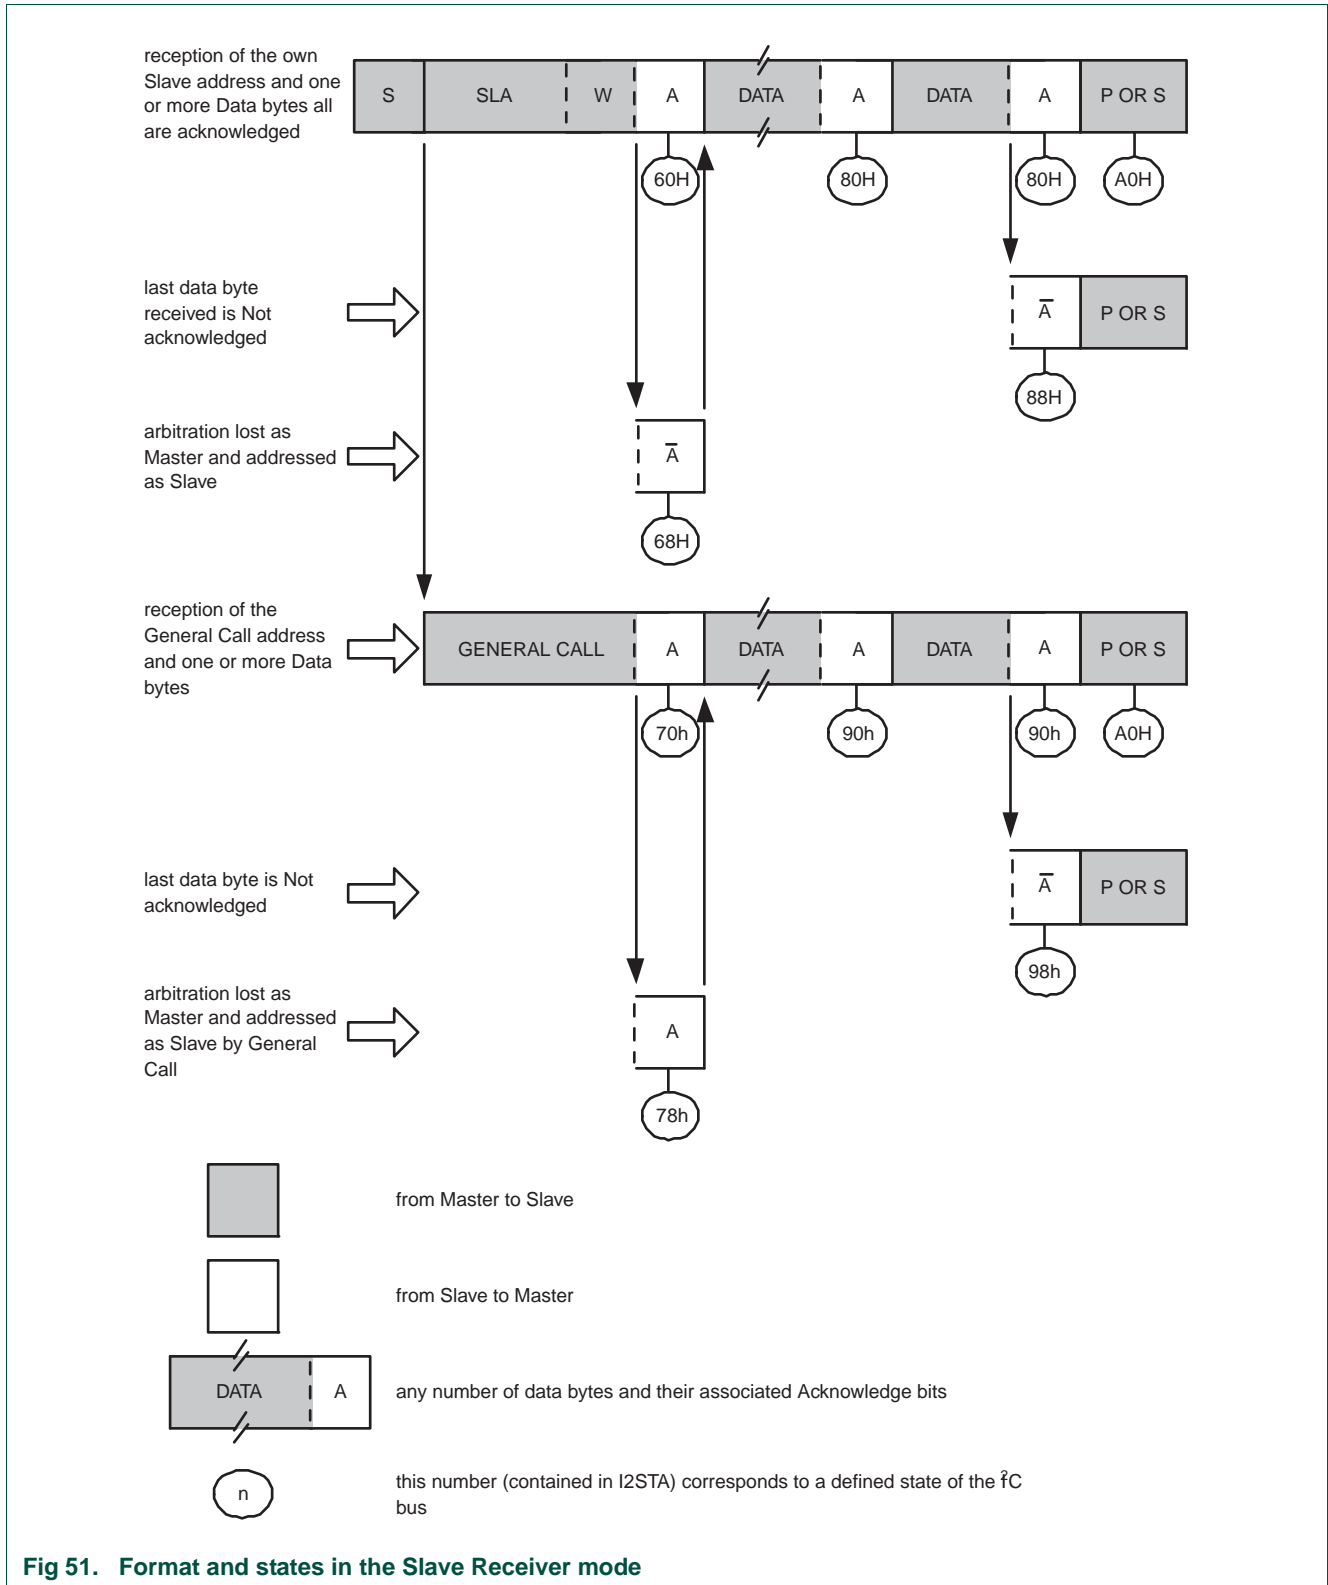 reception of the own
Slave address and one
or more Data bytes all
are acknowledged
S SLA W A DATA A DATA A P OR S
60H 80H 80H A0H
last data byte
received is Not
acknowledged
A̅ P OR S
88H
arbitration lost as
Master and addressed
as Slave
A̅
68H
reception of the
General Call address
and one or more Data
bytes
GENERAL CALL A DATA A DATA A P OR S
70h 90h 90h A0H
last data byte is Not
acknowledged
A̅ P OR S
98h
arbitration lost as
Master and addressed
as Slave by General
Call
A
78h
from Master to Slave
from Slave to Master
DATA A any number of data bytes and their associated Acknowledge bits
n this number (contained in I2STA) corresponds to a defined state of the I²C
bus
Fig 51. Format and states in the Slave Receiver mode